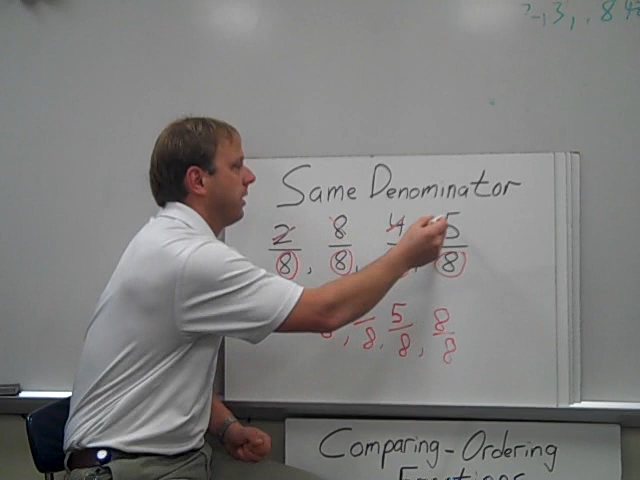 Same Denominator
2/8, 8/8, 4 5/8
8, 8, 5/8, 8/8
Comparing-Ordering